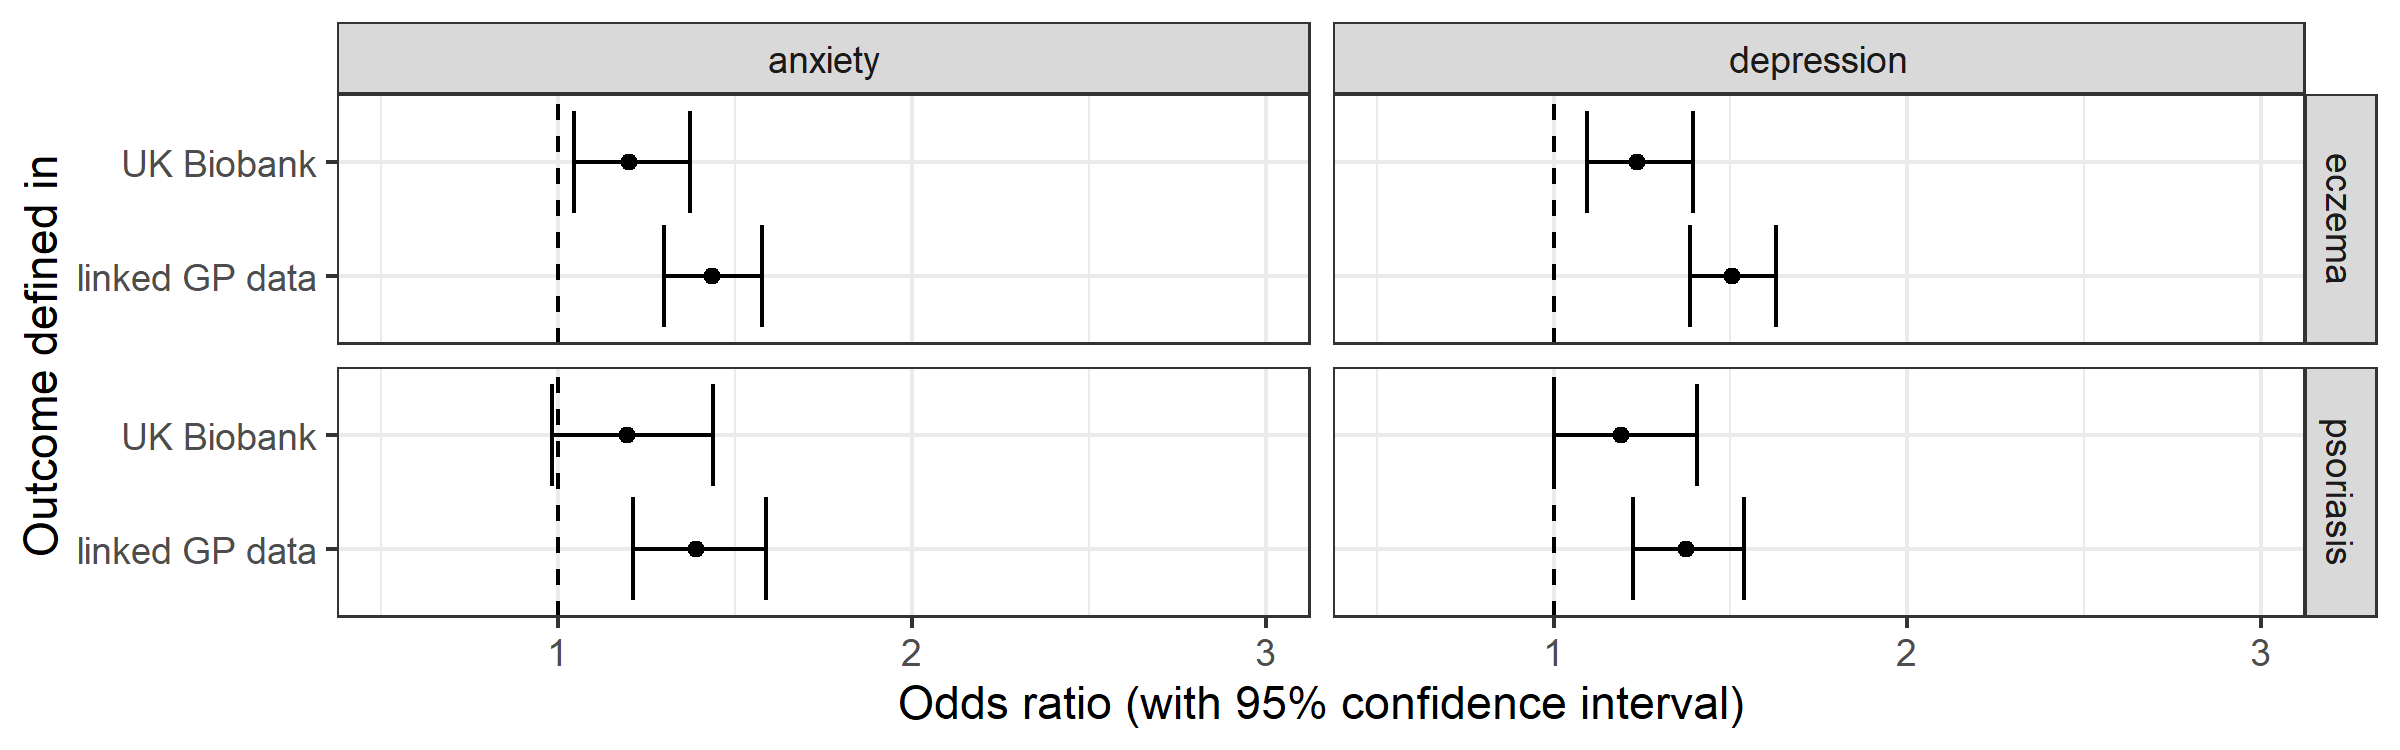 anxiety
depression
Outcome defined in
UK Biobank
linked GP data
eczema
UK Biobank
linked GP data
psoriasis
1
2
3
1
2
3
Odds ratio (with 95% confidence interval)